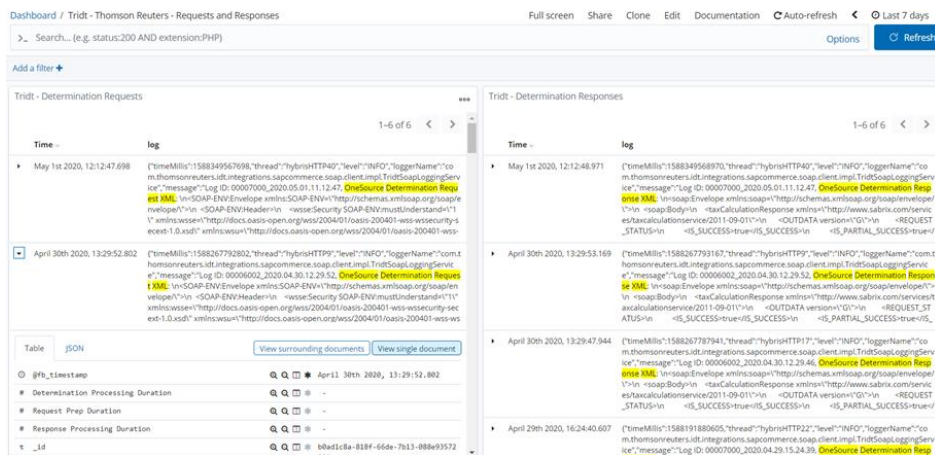 Dashboard / Tridt - Thomson Reuters - Requests and Responses
Full screen Share Clone Edit Documentation Auto-refresh Last 7 days
>_ Search... (e.g. status:200 AND extension:PHP)
Options Refresh
Add a filter +
Tridt - Determination Requests
1–6 of 6
Time log
May 1st 2020, 12:12:47.698 {"timeMillis":1588349567698,"thread":"hybrisHTTP40","level":"INFO","loggerName":"co
m.thomsonreuters.idt.integrations.sapcommerce.soap.client.impl.TridtSoapLoggingServ
ice","message":"Log ID: 00007000_2020.05.01.11.12.47, OneSource Determination Requ
est XML: \n<SOAP-ENV:Envelope xmlns:SOAP-ENV=\"http://schemas.xmlsoap.org/soap/e
nvelope/\">\n <SOAP-ENV:Header>\n <wsse:Security SOAP-ENV:mustUnderstand=\"1
\" xmlns:wsse=\"http://docs.oasis-open.org/wss/2004/01/oasis-200401-wss-wssecurity-s
ecext-1.0.xsd\" xmlns:wsu=\"http://docs.oasis-open.org/wss/2004/01/oasis-200401-wss-
April 30th 2020, 13:29:52.802 {"timeMillis":1588267792802,"thread":"hybrisHTTP9","level":"INFO","loggerName":"com.t
homsonreuters.idt.integrations.sapcommerce.soap.client.impl.TridtSoapLoggingServic
e","message":"Log ID: 00006002_2020.04.30.12.29.52, OneSource Determination Reques
t XML: \n<SOAP-ENV:Envelope xmlns:SOAP-ENV=\"http://schemas.xmlsoap.org/soap/en
velope/\">\n <SOAP-ENV:Header>\n <wsse:Security SOAP-ENV:mustUnderstand=\"1\"
xmlns:wsse=\"http://docs.oasis-open.org/wss/2004/01/oasis-200401-wss-wssecurity-sec
ext-1.0.xsd\" xmlns:wsu=\"http://docs.oasis-open.org/wss/2004/01/oasis-200401-wss-ws
Table JSON View surrounding documents View single document
@fb_timestamp April 30th 2020, 13:29:52.802
# Determination Processing Duration -
# Request Prep Duration -
# Response Processing Duration -
t _id b0ad1c8a-818f-66de-7b13-088e93572
Tridt - Determination Responses
1–6 of 6
Time log
May 1st 2020, 12:12:48.971 {"timeMillis":1588349568970,"thread":"hybrisHTTP40","level":"INFO","loggerName":"co
m.thomsonreuters.idt.integrations.sapcommerce.soap.client.impl.TridtSoapLoggingServ
ice","message":"Log ID: 00007000_2020.05.01.11.12.47, OneSource Determination Resp
onse XML: \n<soap:Envelope xmlns:soap=\"http://schemas.xmlsoap.org/soap/envelope/
\">\n <soap:Body>\n <taxCalculationResponse xmlns=\"http://www.sabrix.com/servic
es/taxcalculationservice/2011-09-01\">\n <OUTDATA version=\"G\">\n <REQUEST
_STATUS>\n <IS_SUCCESS>true</IS_SUCCESS>\n <IS_PARTIAL_SUCCESS>true</I
April 30th 2020, 13:29:53.169 {"timeMillis":1588267793167,"thread":"hybrisHTTP9","level":"INFO","loggerName":"com.t
homsonreuters.idt.integrations.sapcommerce.soap.client.impl.TridtSoapLoggingServic
e","message":"Log ID: 00006002_2020.04.30.12.29.52, OneSource Determination Respon
se XML: \n<soap:Envelope xmlns:soap=\"http://schemas.xmlsoap.org/soap/envelope/\">
\n <soap:Body>\n <taxCalculationResponse xmlns=\"http://www.sabrix.com/services/t
axcalculationservice/2011-09-01\">\n <OUTDATA version=\"G\">\n <REQUEST_ST
ATUS>\n <IS_SUCCESS>true</IS_SUCCESS>\n <IS_PARTIAL_SUCCESS>true</IS_
April 30th 2020, 13:29:47.944 {"timeMillis":1588267787941,"thread":"hybrisHTTP17","level":"INFO","loggerName":"co
m.thomsonreuters.idt.integrations.sapcommerce.soap.client.impl.TridtSoapLoggingServ
ice","message":"Log ID: 00006001_2020.04.30.12.29.46, OneSource Determination Resp
onse XML: \n<soap:Envelope xmlns:soap=\"http://schemas.xmlsoap.org/soap/envelope/
\">\n <soap:Body>\n <taxCalculationResponse xmlns=\"http://www.sabrix.com/servic
es/taxcalculationservice/2011-09-01\">\n <OUTDATA version=\"G\">\n <REQUEST
_STATUS>\n <IS_SUCCESS>true</IS_SUCCESS>\n <IS_PARTIAL_SUCCESS>true</I
April 29th 2020, 16:24:40.607 {"timeMillis":1588191880605,"thread":"hybrisHTTP22","level":"INFO","loggerName":"co
m.thomsonreuters.idt.integrations.sapcommerce.soap.client.impl.TridtSoapLoggingServ
ice","message":"Log ID: 00006000_2020.04.29.15.24.39, OneSource Determination Resp